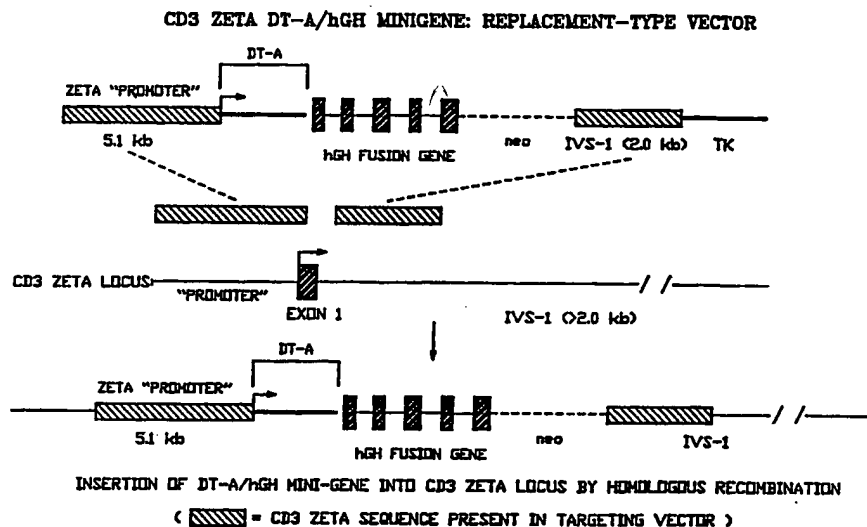 CD3 ZETA DT-A/hGH MINIGENE: REPLACEMENT-TYPE VECTOR
DT-A
ZETA "PROMOTER"
5.1 kb
hGH FUSION GENE
neo
IVS-1 (2.0 kb)
TK
CD3 ZETA LOCUS
"PROMOTER"
EXON 1
IVS-1 (>2.0 kb)
DT-A
ZETA "PROMOTER"
5.1 kb
hGH FUSION GENE
neo
IVS-1
INSERTION OF DT-A/hGH MINI-GENE INTO CD3 ZETA LOCUS BY HOMOLOGOUS RECOMBINATION
( = CD3 ZETA SEQUENCE PRESENT IN TARGETING VECTOR )